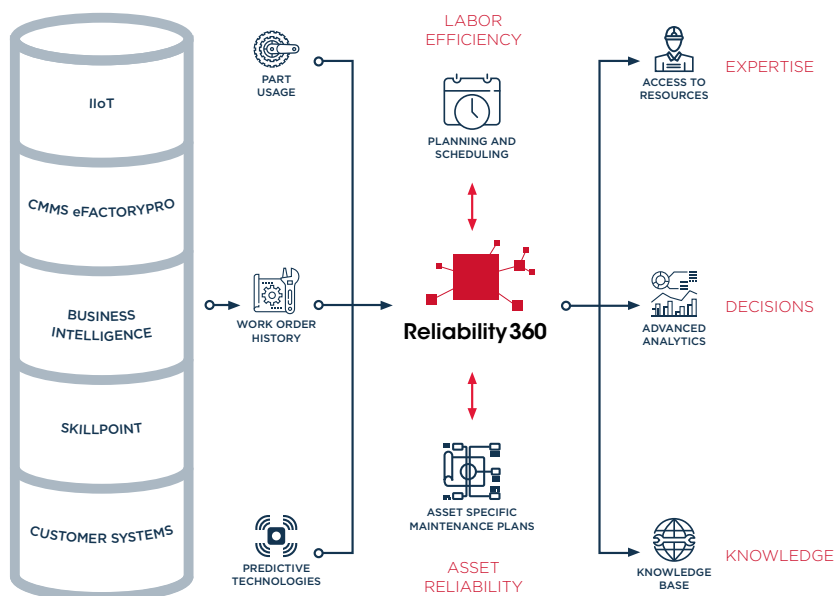 IIoT
CMMS eFACTORYPRO
BUSINESS
INTELLIGENCE
SKILLPOINT
CUSTOMER SYSTEMS
PART
USAGE
WORK ORDER
HISTORY
PREDICTIVE
TECHNOLOGIES
LABOR
EFFICIENCY
PLANNING AND
SCHEDULING
Reliability360
ASSET SPECIFIC
MAINTENANCE PLANS
ASSET
RELIABILITY
ACCESS TO
RESOURCES
EXPERTISE
ADVANCED
ANALYTICS
DECISIONS
KNOWLEDGE
BASE
KNOWLEDGE